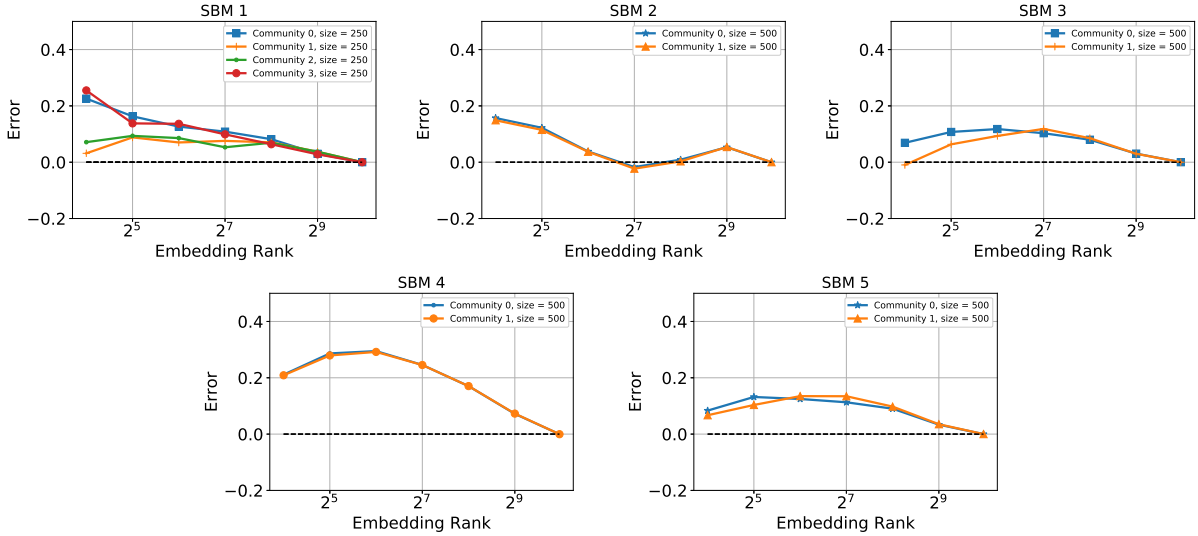 SBM 1
Error
0.4
0.2
0.0
−0.2
2^5
2^7
2^9
Embedding Rank
Community 0, size = 250
Community 1, size = 250
Community 2, size = 250
Community 3, size = 250
SBM 2
Error
0.4
0.2
0.0
−0.2
2^5
2^7
2^9
Embedding Rank
Community 0, size = 500
Community 1, size = 500
SBM 3
Error
0.4
0.2
0.0
−0.2
2^5
2^7
2^9
Embedding Rank
Community 0, size = 500
Community 1, size = 500
SBM 4
Error
0.4
0.2
0.0
−0.2
2^5
2^7
2^9
Embedding Rank
Community 0, size = 500
Community 1, size = 500
SBM 5
Error
0.4
0.2
0.0
−0.2
2^5
2^7
2^9
Embedding Rank
Community 0, size = 500
Community 1, size = 500